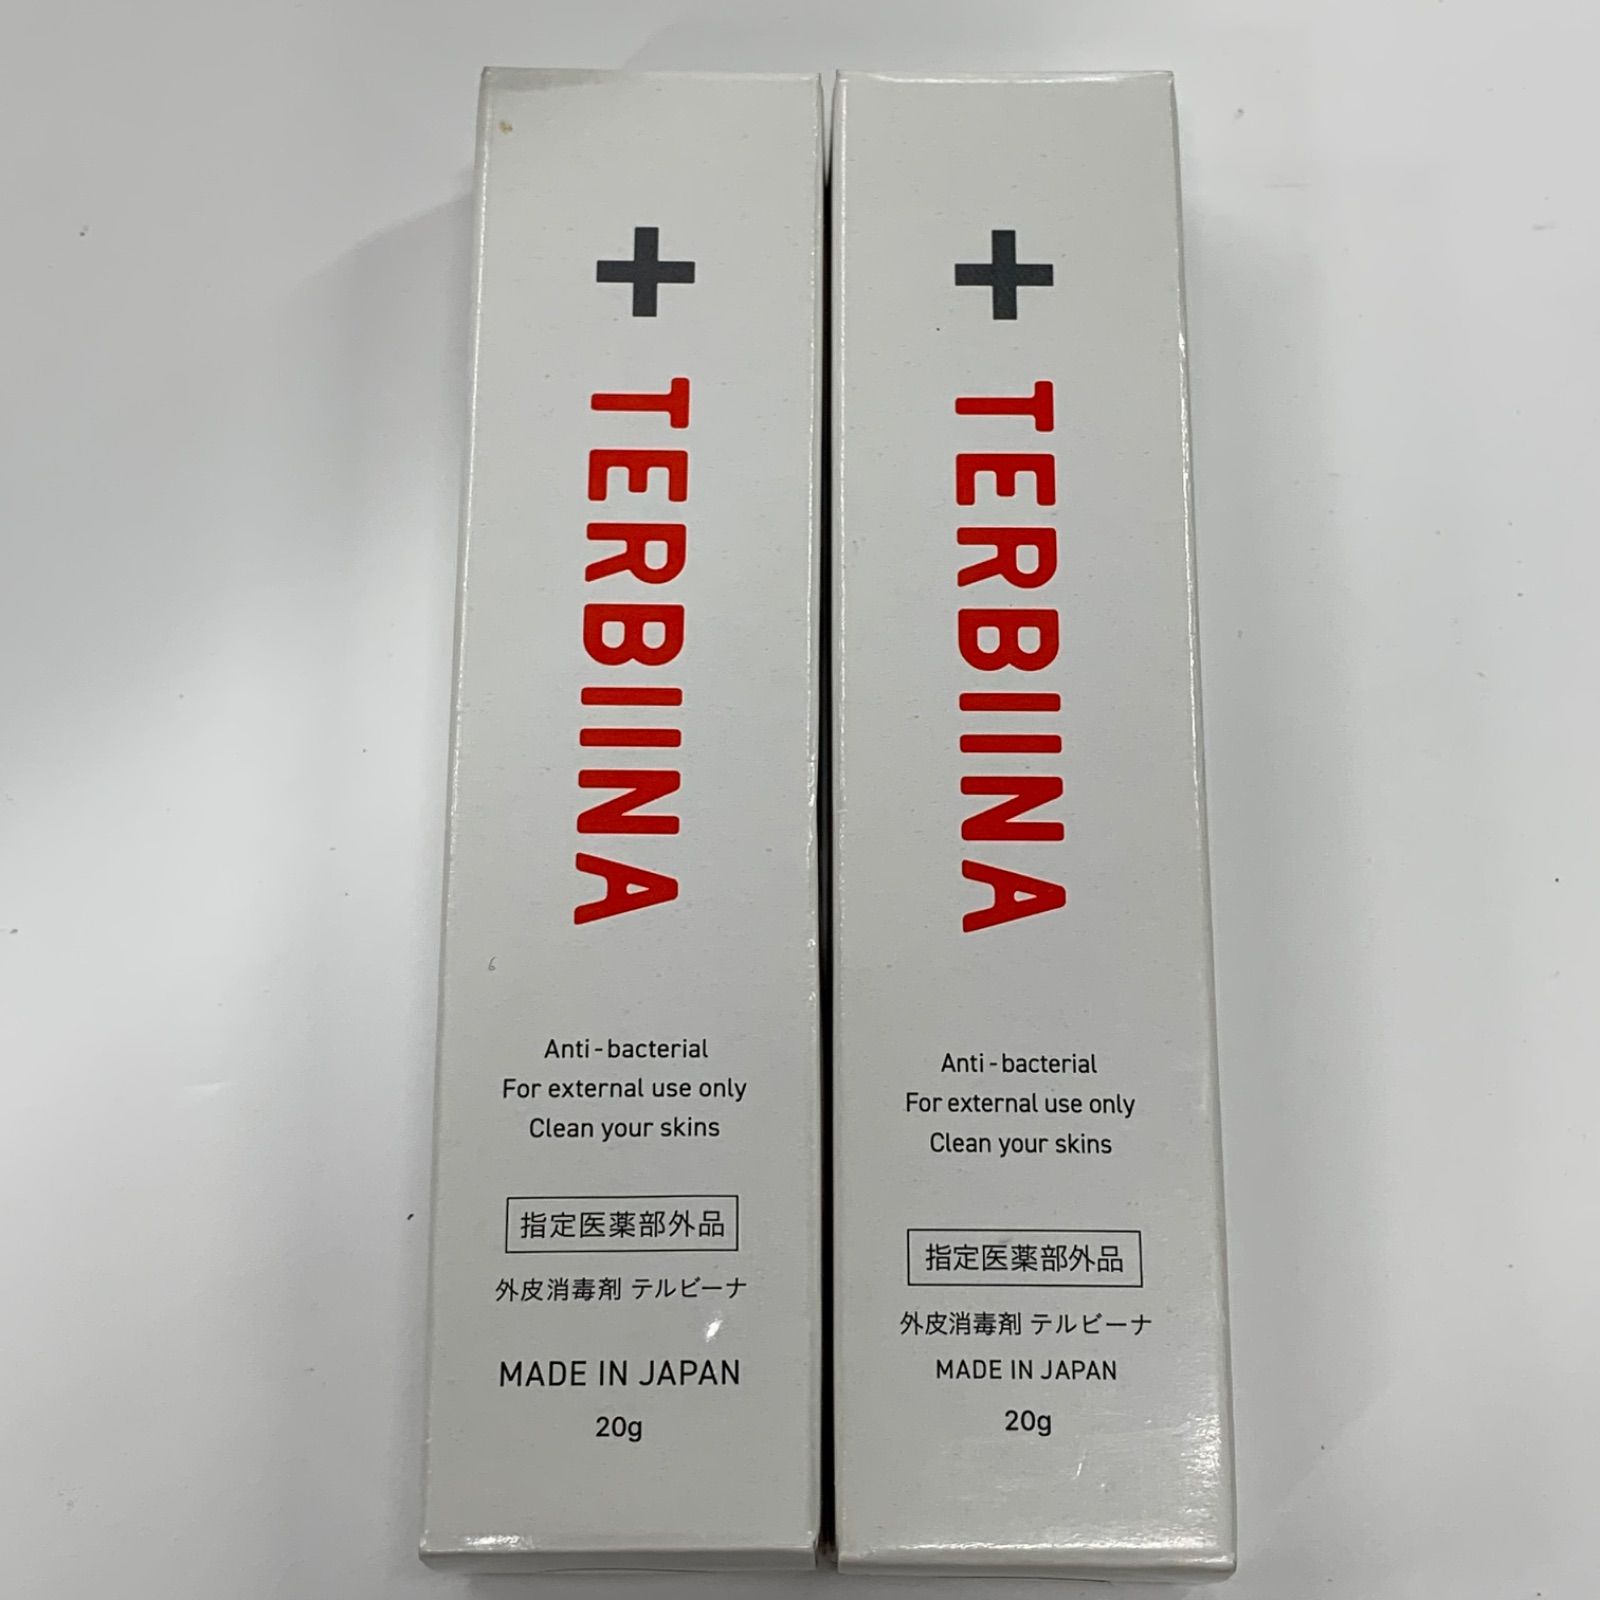 TERBIINA
6
Anti-bacterial
For external use only
Clean your skins
指定医薬部外品
外皮消毒剤 テルビーナ
MADE IN JAPAN
20g
TERBIINA
Anti-bacterial
For external use only
Clean your skins
指定医薬部外品
外皮消毒剤 テルビーナ
MADE IN JAPAN
20g